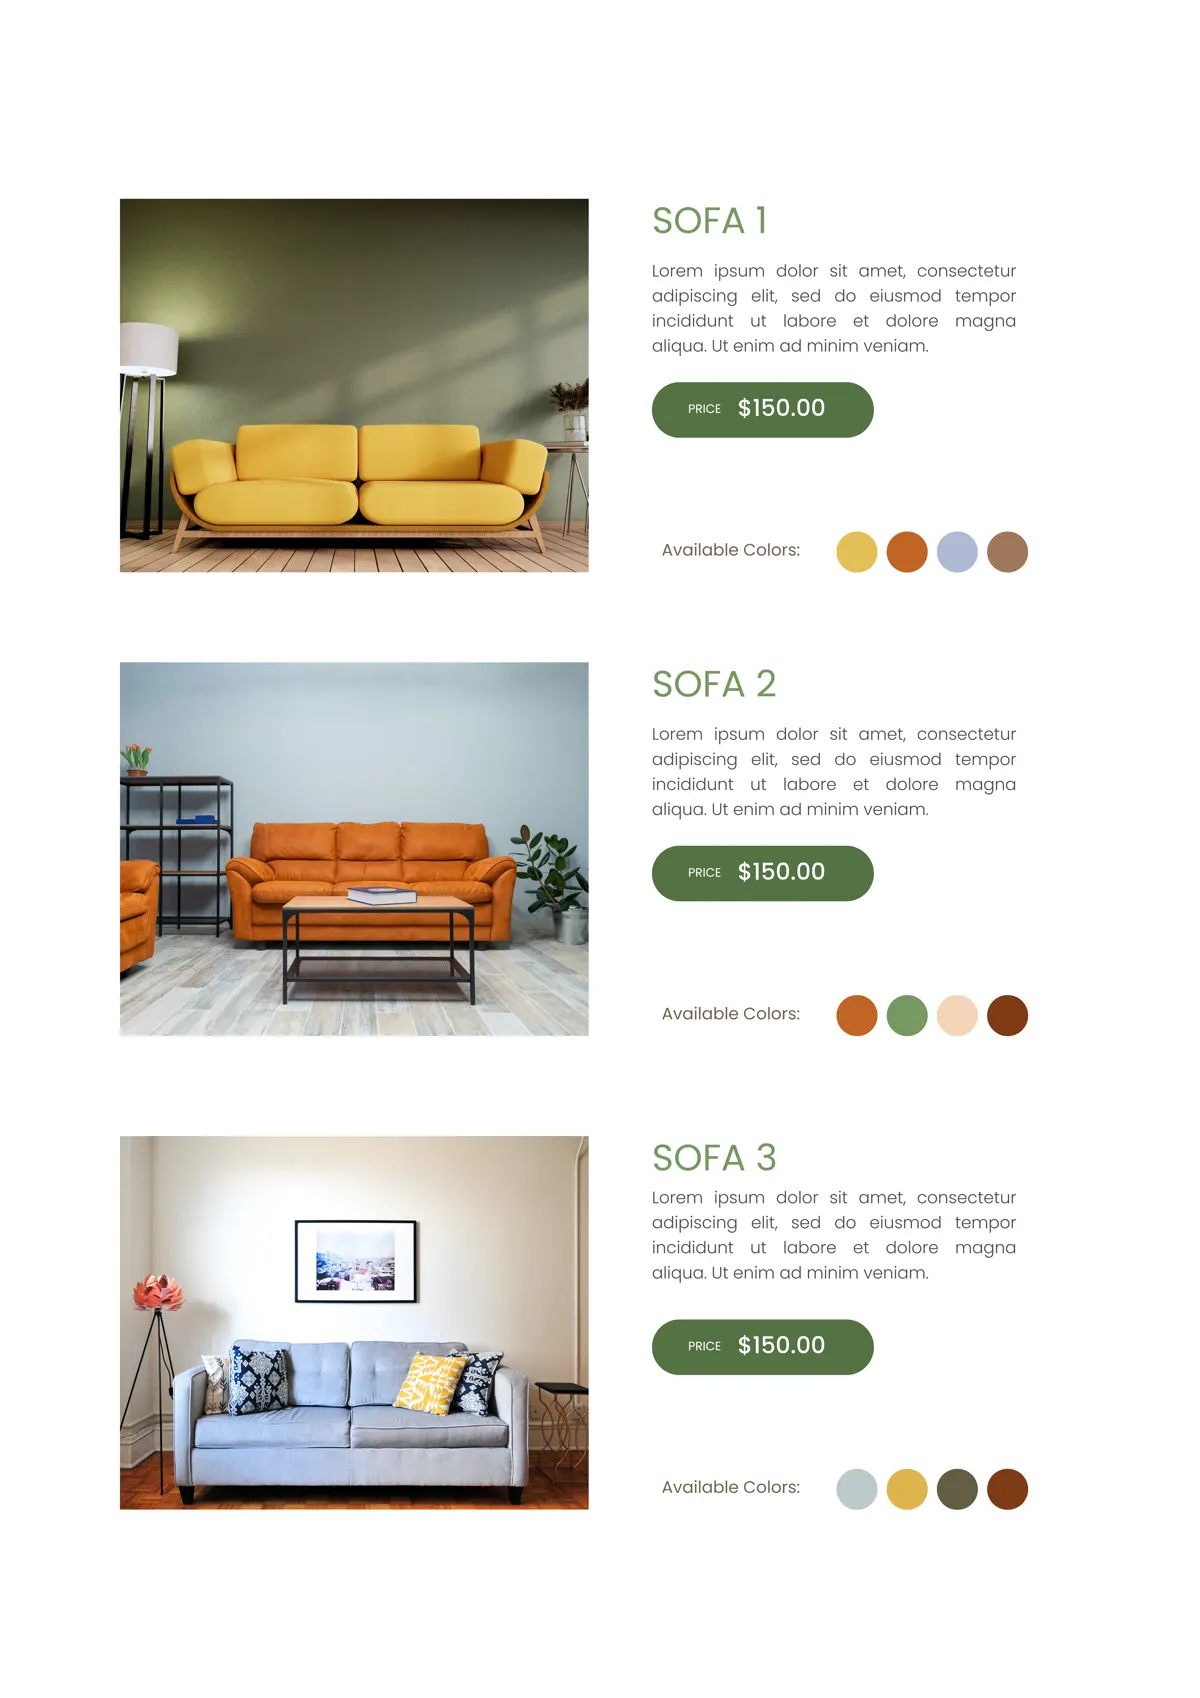 SOFA 1
Lorem ipsum dolor sit amet, consectetur
adipiscing elit, sed do eiusmod tempor
incididunt ut labore et dolore magna
aliqua. Ut enim ad minim veniam.
PRICE $150.00
Available Colors:
SOFA 2
Lorem ipsum dolor sit amet, consectetur
adipiscing elit, sed do eiusmod tempor
incididunt ut labore et dolore magna
aliqua. Ut enim ad minim veniam.
PRICE $150.00
Available Colors:
SOFA 3
Lorem ipsum dolor sit amet, consectetur
adipiscing elit, sed do eiusmod tempor
incididunt ut labore et dolore magna
aliqua. Ut enim ad minim veniam.
PRICE $150.00
Available Colors: